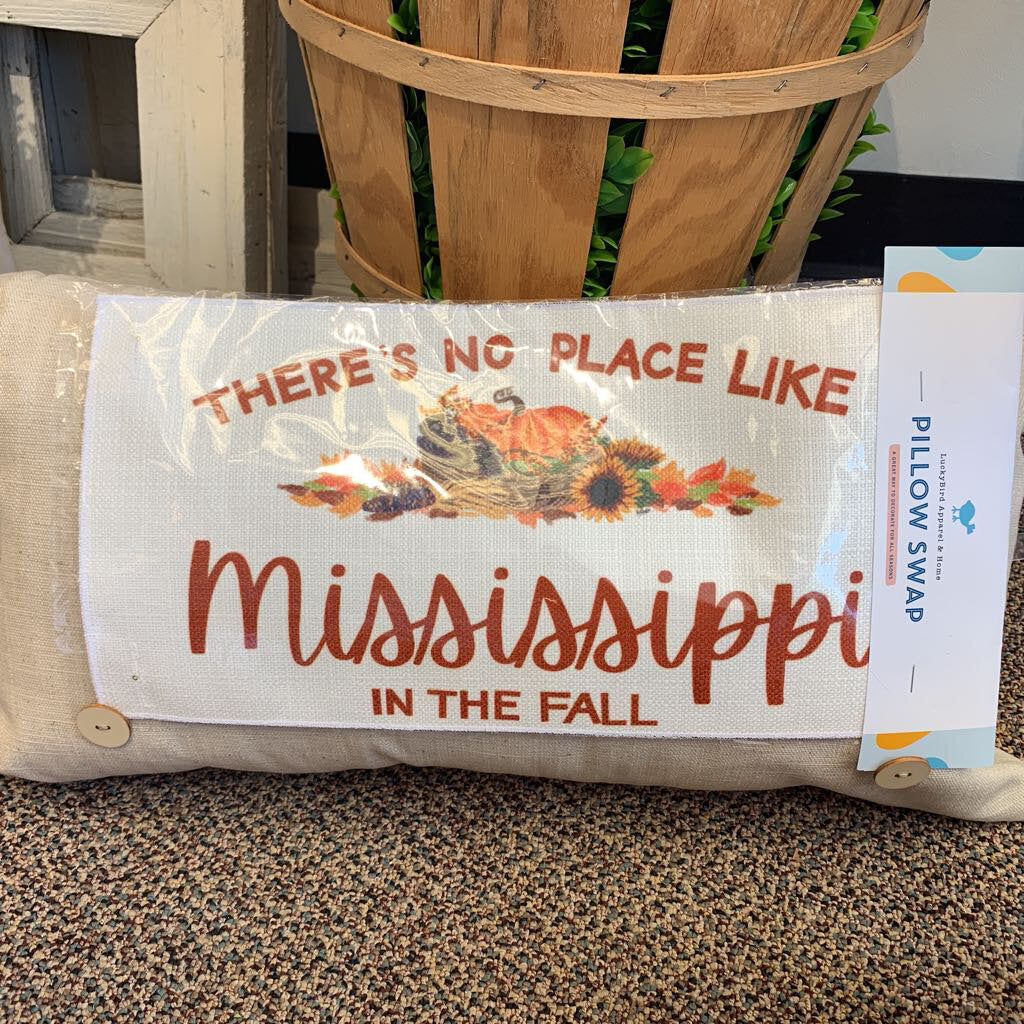 THERE'S NO PLACE LIKE
Mississippi
IN THE FALL
LuckyBird Apparel & Home
PILLOW SWAP
A GREAT WAY TO DECORATE FOR ALL SEASONS